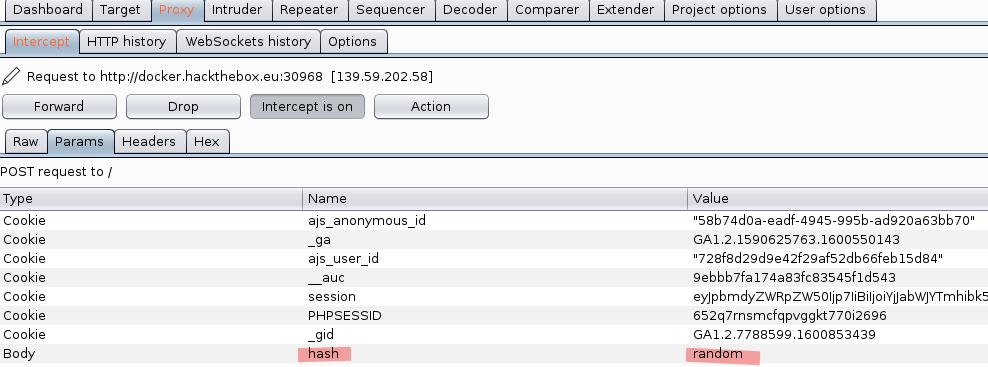 Dashboard Target Proxy Intruder Repeater Sequencer Decoder Comparer Extender Project options User options
Intercept HTTP history WebSockets history Options
Request to http://docker.hackthebox.eu:30968 [139.59.202.58]
Forward Drop Intercept is on Action
Raw Params Headers Hex
POST request to /
Type Name Value
Cookie ajs_anonymous_id "58b74d0a-eadf-4945-995b-ad920a63bb70"
Cookie _ga GA1.2.1590625763.1600550143
Cookie ajs_user_id "728f8d29d9e42f29af52db66feb15d84"
Cookie __auc 9ebbb7fa174a83fc83545f1d543
Cookie session
Cookie PHPSESSID 652q7rnsmcfqpvggkt770i2696
Cookie _gid GA1.2.7788599.1600853439
Body hash random